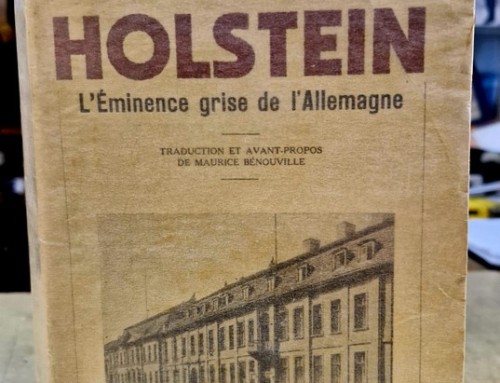 HOLSTEIN
L'Éminence grise de l'Allemagne
TRADUCTION ET AVANT-PROPOS
DE MAURICE BÉNOUVILLE